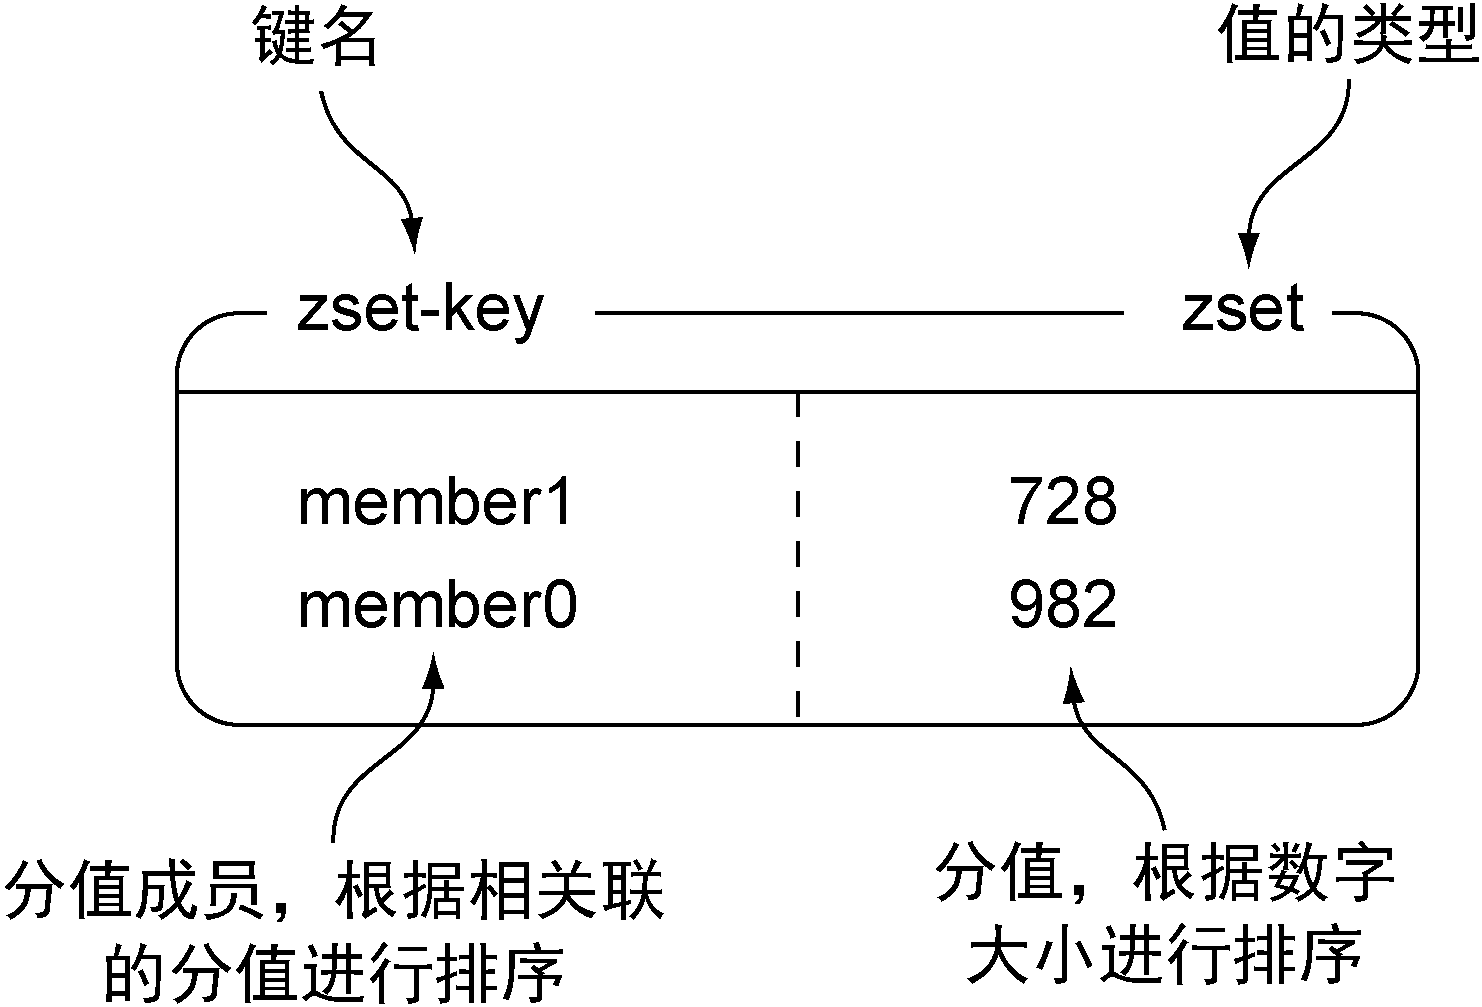 键名
值的类型
zset-key
zset
member1
728
member0
982
分值成员，根据相关联
的分值进行排序
分值，根据数字
大小进行排序